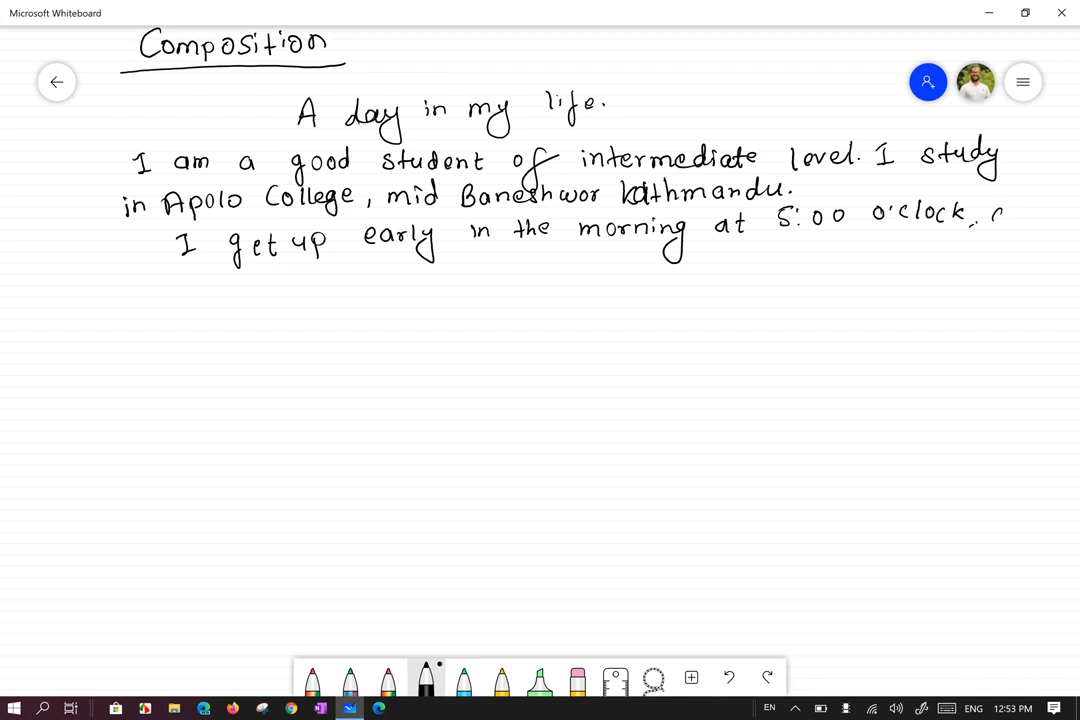 Microsoft Whiteboard
Composition
A day in my life.
I am a good student of intermediate level. I study
in Apolo College, mid Baneshwor Kathmandu.
I get up early in the morning at 5:00 o'clock.
EN
ENG
12:53 PM